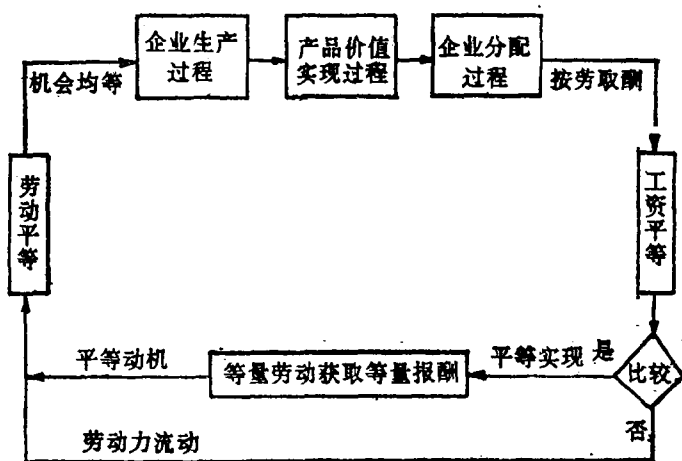 企业生产
过程
产品价值
实现过程
企业分配
过程
机会均等
按劳取酬
劳动平等
工资平等
平等动机
等量劳动获取等量报酬
平等实现
是
比较
否
劳动力流动